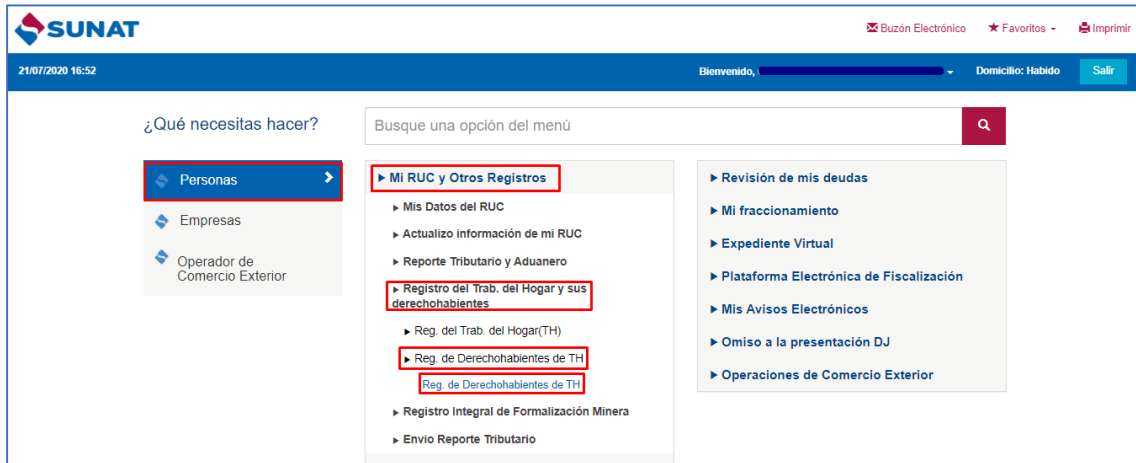 SUNAT
Buzón Electrónico
Favoritos
Imprimir
21/07/2020 16:52
Bienvenido,
Domicilio: Habido
Salir
¿Qué necesitas hacer?
Busque una opción del menú
Personas
Empresas
Operador de
Comercio Exterior
Mi RUC y Otros Registros
Mis Datos del RUC
Actualizo información de mi RUC
Reporte Tributario y Aduanero
Registro del Trab. del Hogar y sus
derechohabientes
Reg. del Trab. del Hogar(TH)
Reg. de Derechohabientes de TH
Reg. de Derechohabientes de TH
Registro Integral de Formalización Minera
Envio Reporte Tributario
Revisión de mis deudas
Mi fraccionamiento
Expediente Virtual
Plataforma Electrónica de Fiscalización
Mis Avisos Electrónicos
Omiso a la presentación DJ
Operaciones de Comercio Exterior